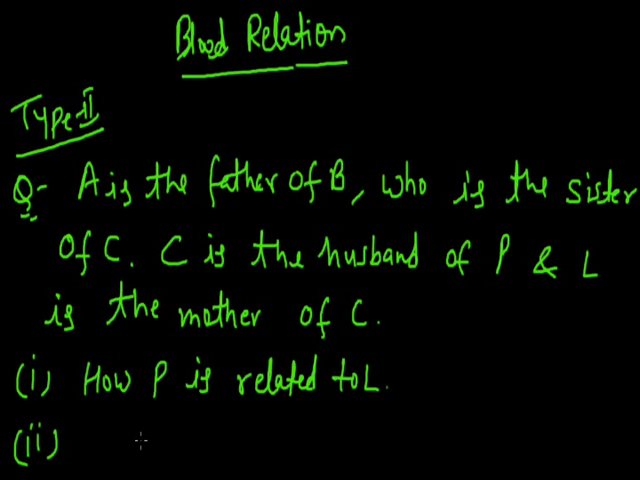 Blood Relation
Type-II
Q- A is the father of B, who is the sister
of C. C is the husband of P & L
is the mother of C.
(i) How P is related to L.
(ii)